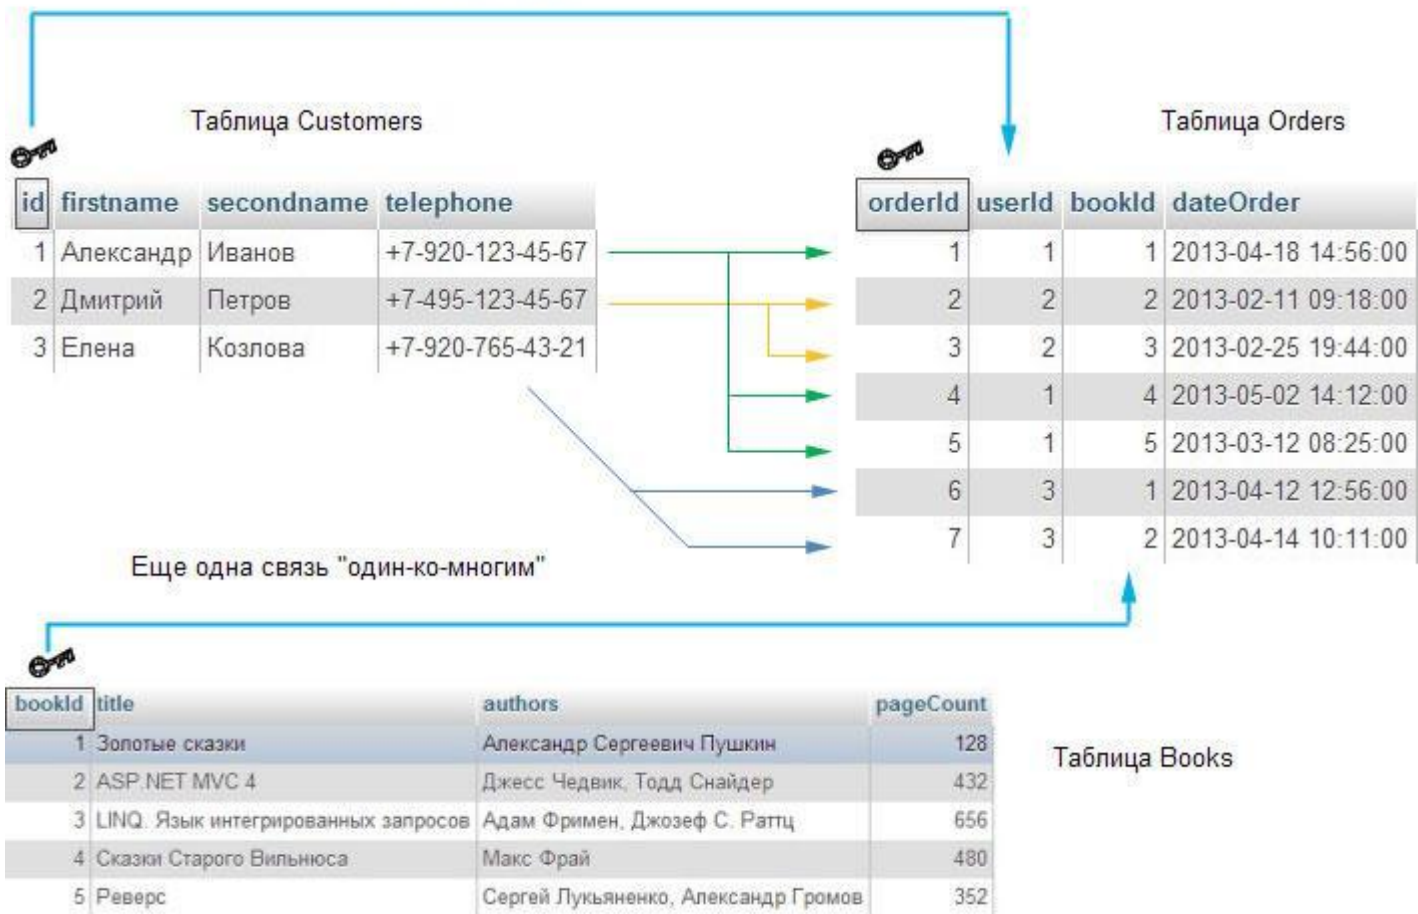 Таблица Customers
id firstname secondname telephone
1 Александр Иванов +7-920-123-45-67
2 Дмитрий Петров +7-495-123-45-67
3 Елена Козлова +7-920-765-43-21
Таблица Orders
orderId userId bookId dateOrder
1 1 1 2013-04-18 14:56:00
2 2 2 2013-02-11 09:18:00
3 2 3 2013-02-25 19:44:00
4 1 4 2013-05-02 14:12:00
5 1 5 2013-03-12 08:25:00
6 3 1 2013-04-12 12:56:00
7 3 2 2013-04-14 10:11:00
Еще одна связь "один-ко-многим"
bookId title authors pageCount
1 Золотые сказки Александр Сергеевич Пушкин 128
2 ASP.NET MVC 4 Джесс Чедвик, Тодд Снайдер 432
3 LINQ. Язык интегрированных запросов Адам Фримен, Джозеф С. Раттц 656
4 Сказки Старого Вильнюса Макс Фрай 480
5 Реверс Сергей Лукьяненко, Александр Громов 352
Таблица Books